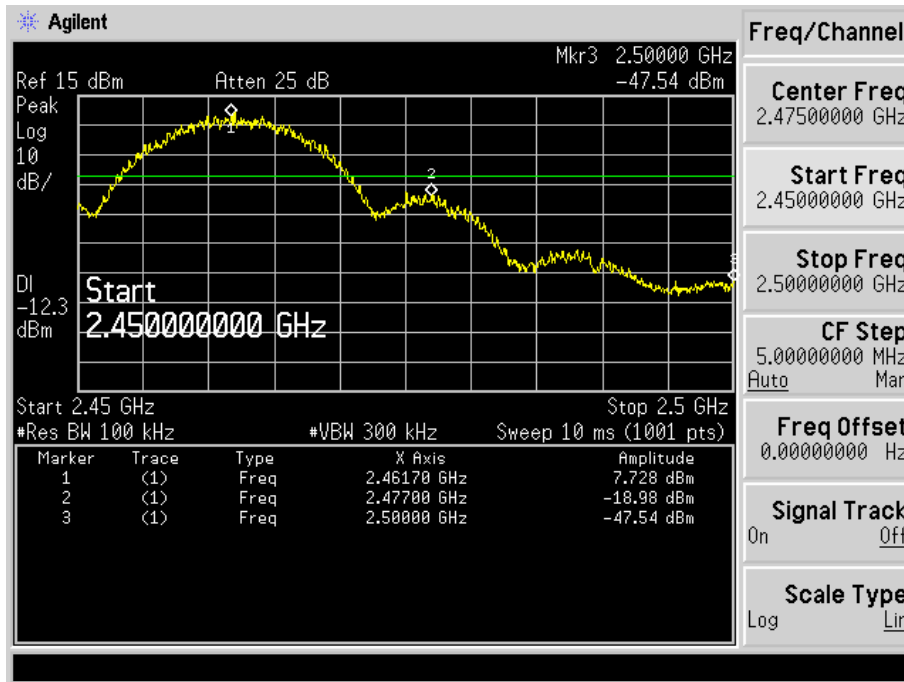 Agilent
Freq/Channel
Mkr3 2.50000 GHz
Ref 15 dBm Atten 25 dB -47.54 dBm
Peak
Log
10
dB/
1
2
3
DI
-12.3
dBm
Start
2.450000000 GHz
Start 2.45 GHz Stop 2.5 GHz
#Res BW 100 kHz #VBW 300 kHz Sweep 10 ms (1001 pts)
Marker Trace Type X Axis Amplitude
1 (1) Freq 2.46170 GHz 7.728 dBm
2 (1) Freq 2.47700 GHz -18.98 dBm
3 (1) Freq 2.50000 GHz -47.54 dBm
Center Freq
2.47500000 GHz
Start Freq
2.45000000 GHz
Stop Freq
2.50000000 GHz
CF Step
5.00000000 MHz
Auto Man
Freq Offset
0.00000000 Hz
Signal Track
On Off
Scale Type
Log Lin